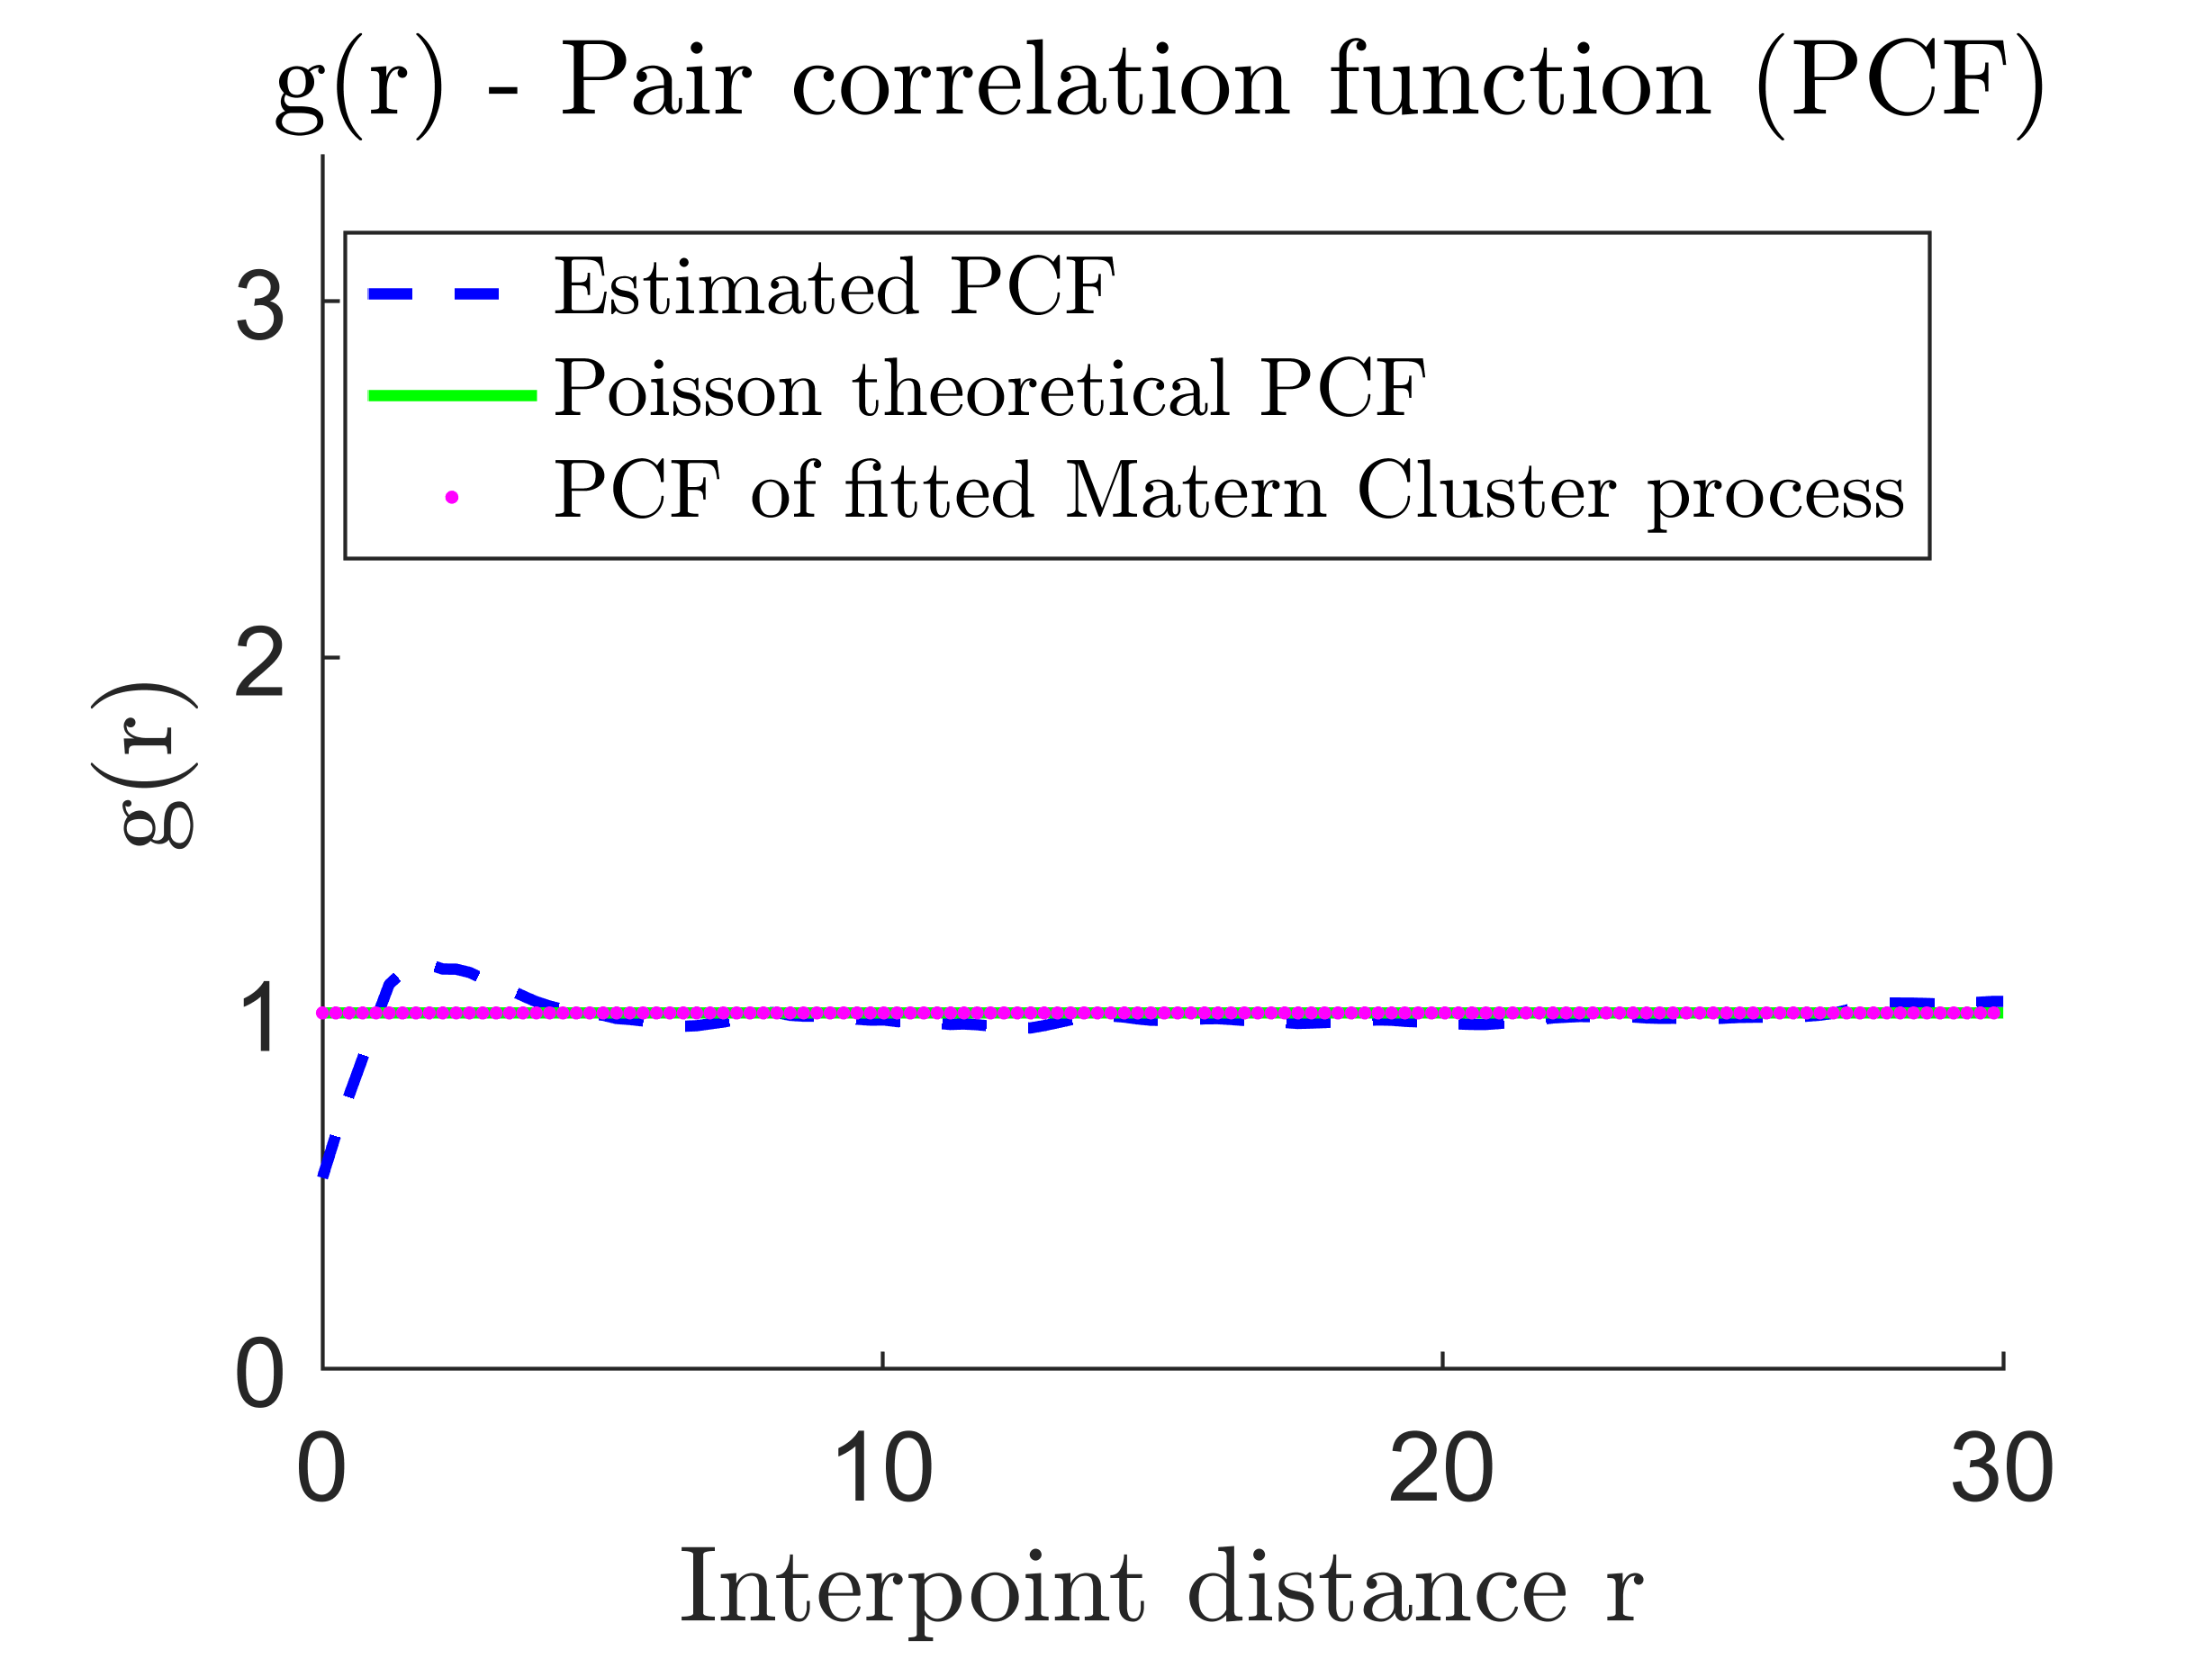 g(r) - Pair correlation function (PCF)
Estimated PCF
Poisson theoretical PCF
PCF of fitted Matern Cluster process
3
2
1
0
g(r)
0 10 20 30
Interpoint distance r